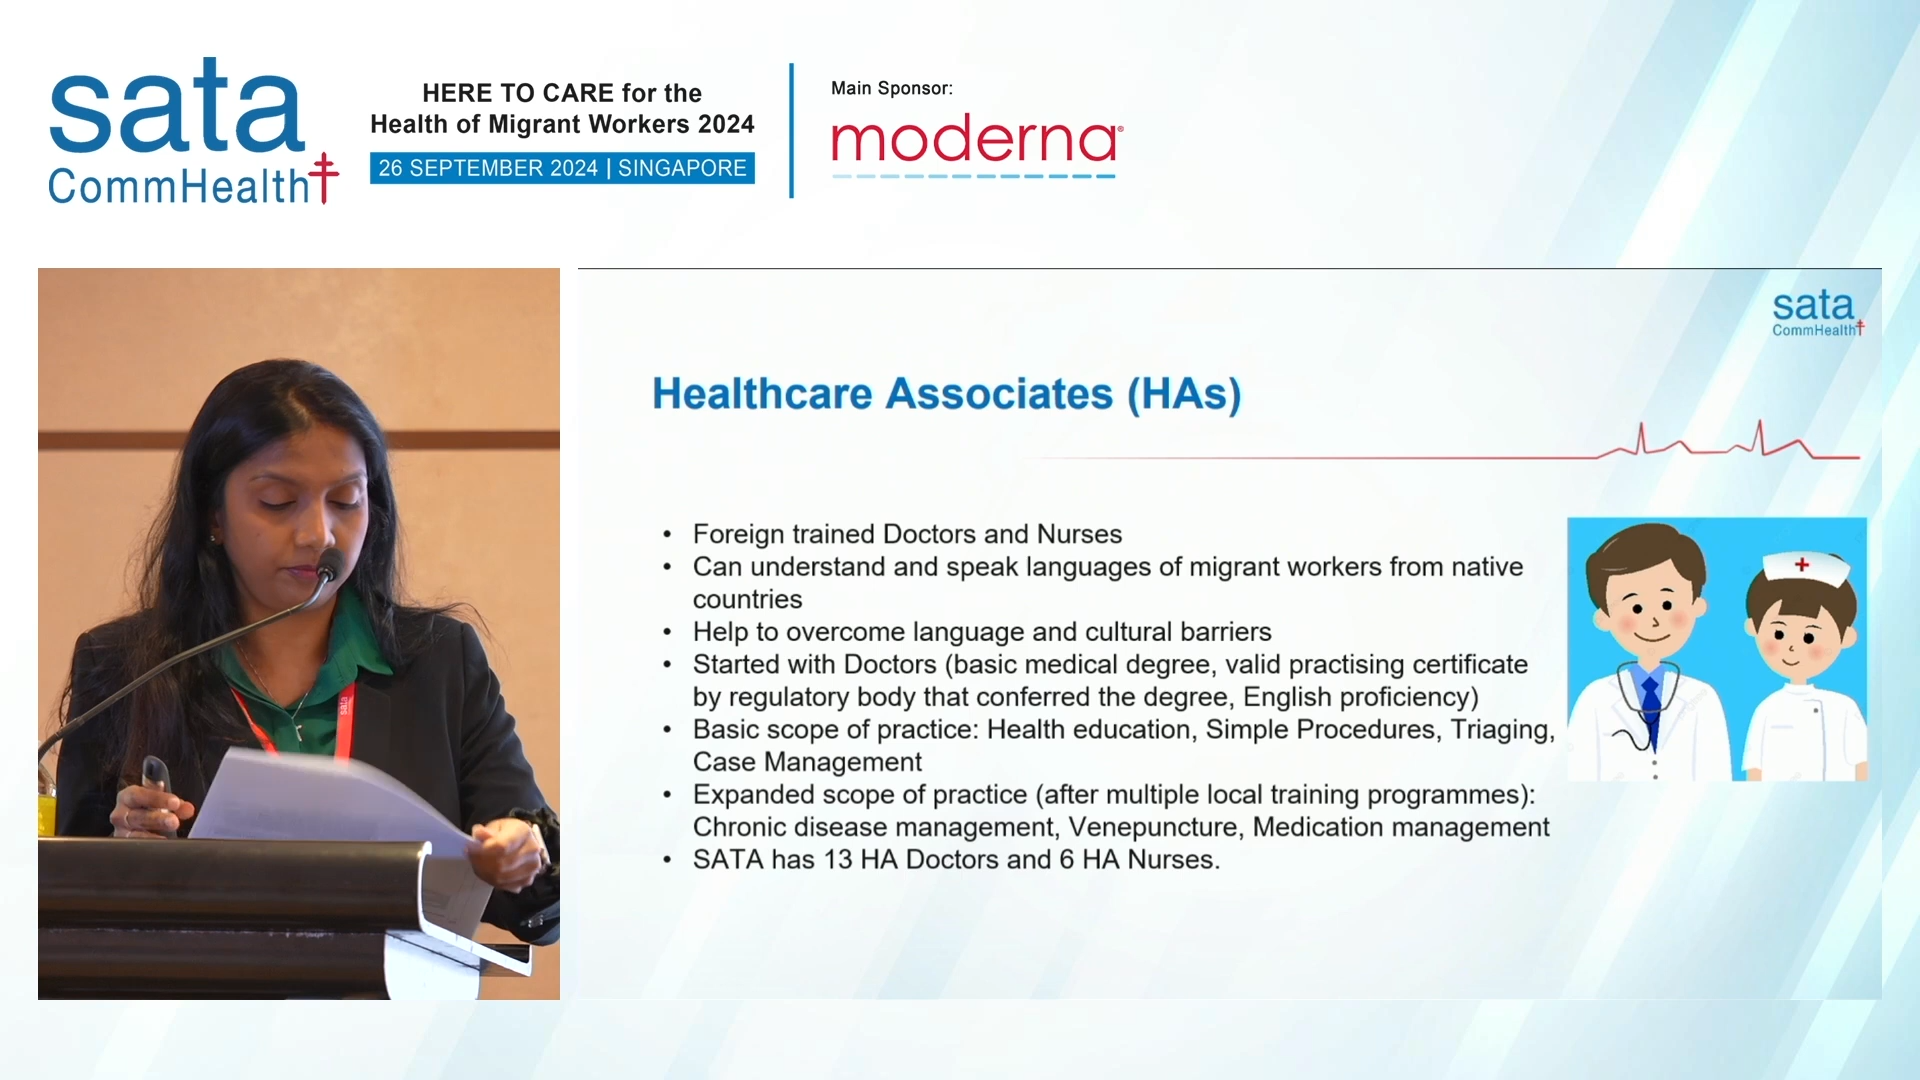 sata
CommHealth
HERE TO CARE for the
Health of Migrant Workers 2024
26 SEPTEMBER 2024 | SINGAPORE
Main Sponsor:
moderna®
sata
CommHealth
Healthcare Associates (HAs)
• Foreign trained Doctors and Nurses
• Can understand and speak languages of migrant workers from native
countries
• Help to overcome language and cultural barriers
• Started with Doctors (basic medical degree, valid practising certificate
by regulatory body that conferred the degree, English proficiency)
• Basic scope of practice: Health education, Simple Procedures, Triaging,
Case Management
• Expanded scope of practice (after multiple local training programmes):
Chronic disease management, Venepuncture, Medication management
• SATA has 13 HA Doctors and 6 HA Nurses.
sata